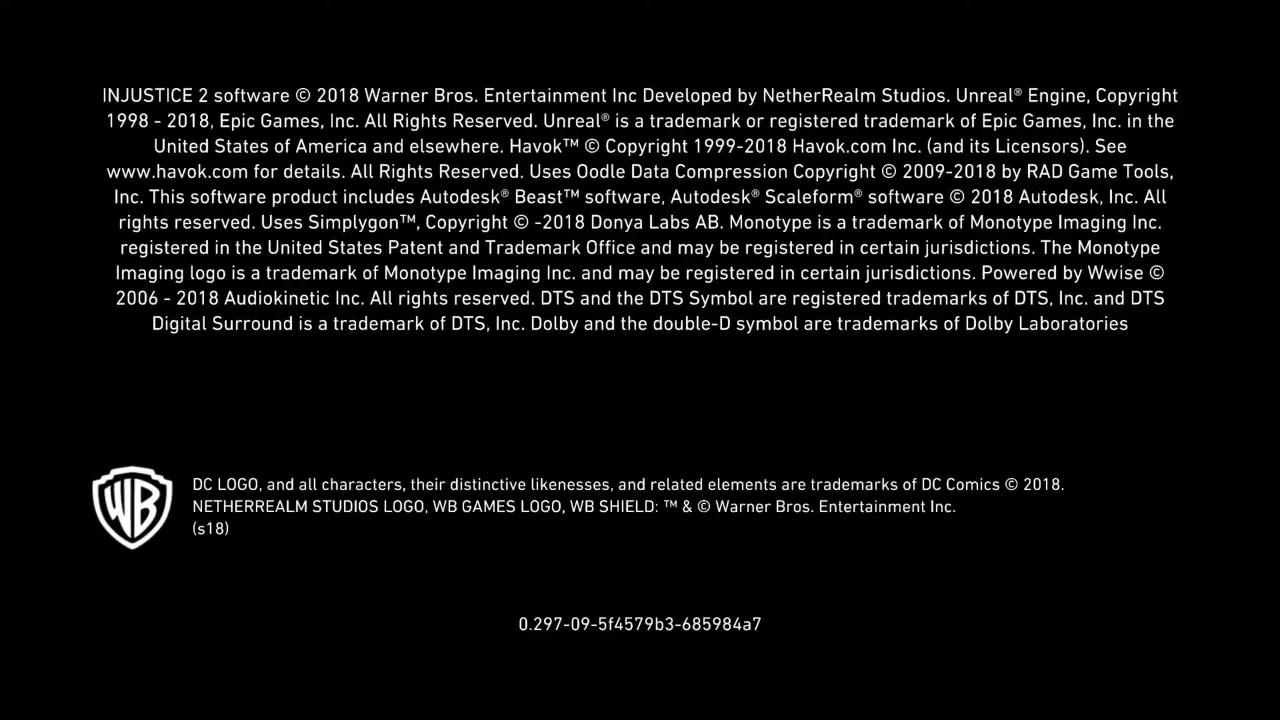 INJUSTICE 2 software © 2018 Warner Bros. Entertainment Inc Developed by NetherRealm Studios. Unreal® Engine, Copyright
1998 - 2018, Epic Games, Inc. All Rights Reserved. Unreal® is a trademark or registered trademark of Epic Games, Inc. in the
United States of America and elsewhere. Havok™ © Copyright 1999-2018 Havok.com Inc. (and its Licensors). See
www.havok.com for details. All Rights Reserved. Uses Oodle Data Compression Copyright © 2009-2018 by RAD Game Tools,
Inc. This software product includes Autodesk® Beast™ software, Autodesk® Scaleform® software © 2018 Autodesk, Inc. All
rights reserved. Uses Simplygon™, Copyright © -2018 Donya Labs AB. Monotype is a trademark of Monotype Imaging Inc.
registered in the United States Patent and Trademark Office and may be registered in certain jurisdictions. The Monotype
Imaging logo is a trademark of Monotype Imaging Inc. and may be registered in certain jurisdictions. Powered by Wwise ©
2006 - 2018 Audiokinetic Inc. All rights reserved. DTS and the DTS Symbol are registered trademarks of DTS, Inc. and DTS
Digital Surround is a trademark of DTS, Inc. Dolby and the double-D symbol are trademarks of Dolby Laboratories
WB
DC LOGO, and all characters, their distinctive likenesses, and related elements are trademarks of DC Comics © 2018.
NETHERREALM STUDIOS LOGO, WB GAMES LOGO, WB SHIELD: ™ & © Warner Bros. Entertainment Inc.
(s18)
0.297-09-5f4579b3-685984a7